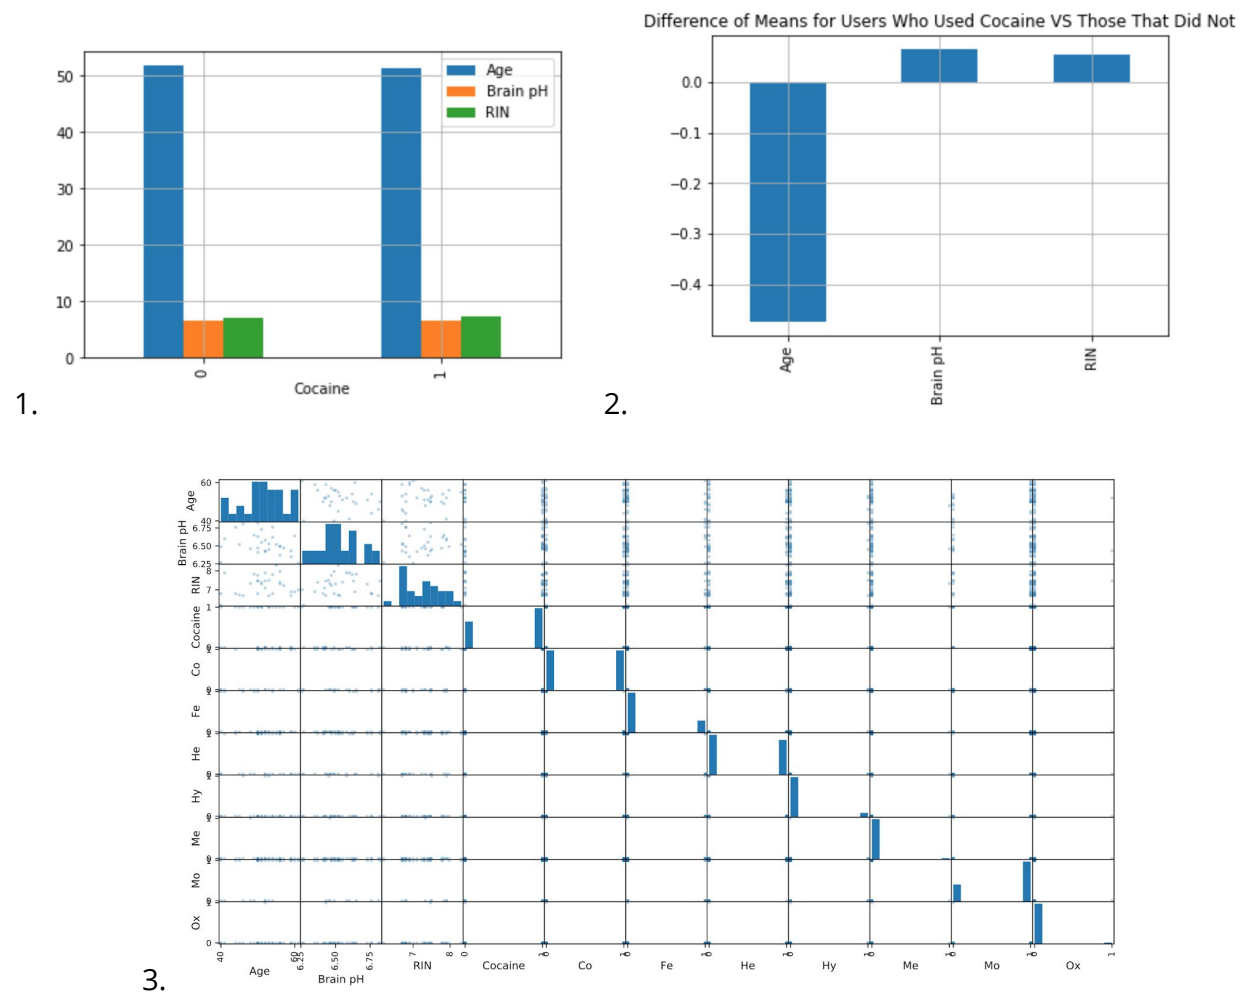 Difference of Means for Users Who Used Cocaine VS Those That Did Not
50
40
30
20
10
0
Age
Brain pH
RIN
0
1
Cocaine
1.
0.0
−0.1
−0.2
−0.3
−0.4
Age
Brain pH
RIN
2.
Age
60
40
Brain pH
6.75
6.50
6.25
RIN
8
7
Cocaine
1
Co
Fe
He
Hy
Me
Mo
Ox
0
40
6.25
6.50
6.75
7
8
0
Age
Brain pH
RIN
Cocaine
Co
Fe
He
Hy
Me
Mo
Ox
1
3.